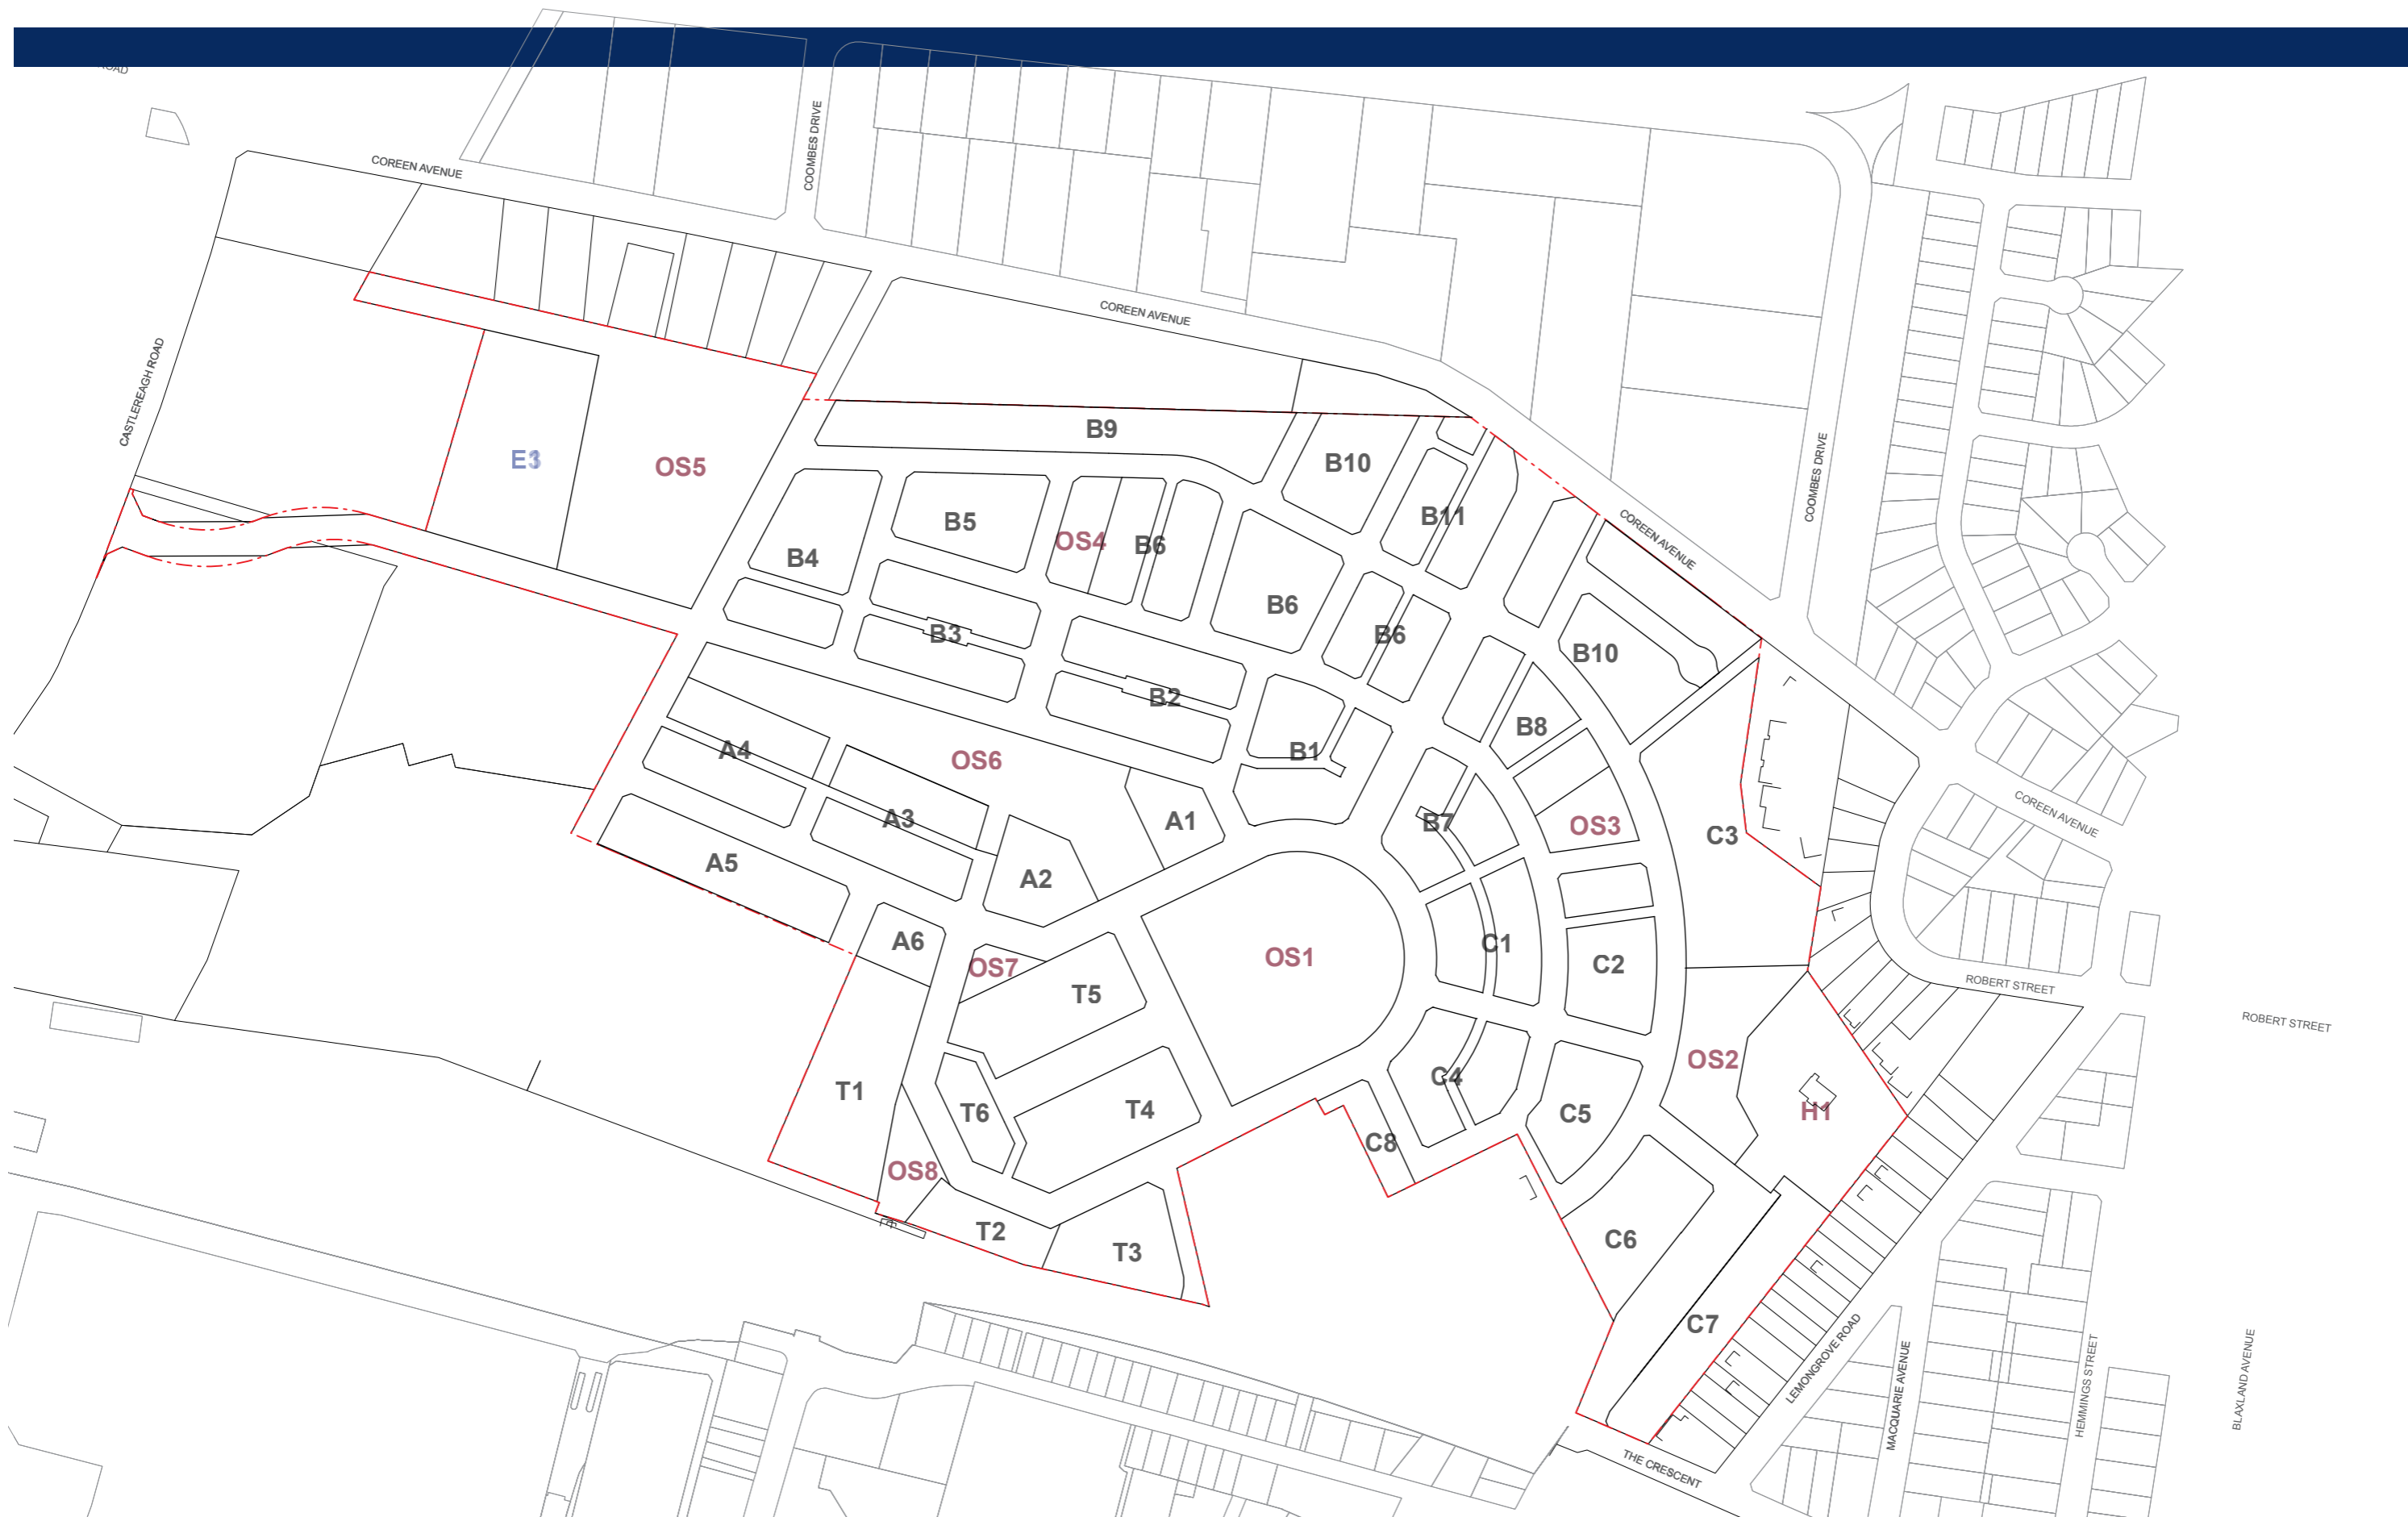 COREEN AVENUE
COOMBES DRIVE
COREEN AVENUE
CASTLEREAGH ROAD
B9
E3
OS5
B10
COOMBES DRIVE
B5
OS4
B6
B11
COREEN AVENUE
B4
B6
B3
B6
B10
B2
B8
A4
OS6
B1
COREEN AVENUE
A3
A1
B7
OS3
C3
A5
A2
A6
OS7
OS1
C1
C2
T5
ROBERT STREET
ROBERT STREET
T1
T6
T4
C4
C5
OS2
H1
C8
OS8
T2
T3
C6
C7
LEMONGROVE ROAD
MACQUARIE AVENUE
HEMMINGS STREET
BLAXLAND AVENUE
THE CRESCENT